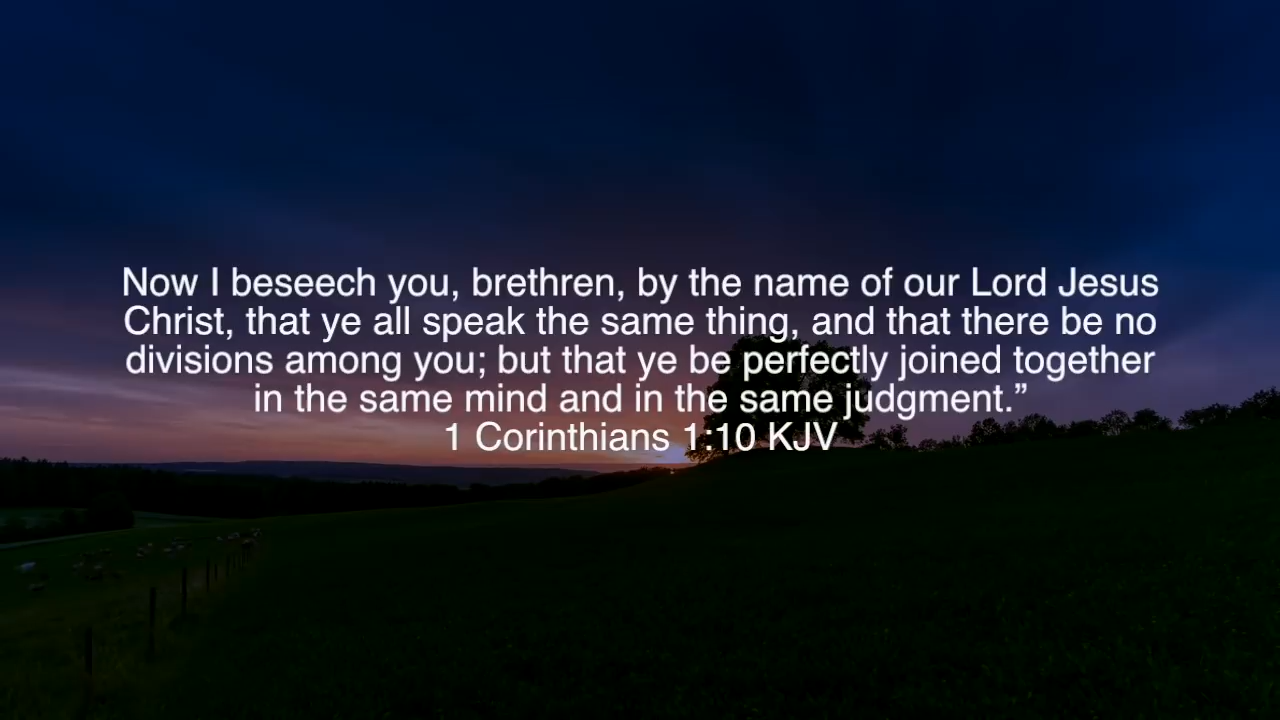 Now I beseech you, brethren, by the name of our Lord Jesus
Christ, that ye all speak the same thing, and that there be no
divisions among you; but that ye be perfectly joined together
in the same mind and in the same judgment.”
1 Corinthians 1:10 KJV